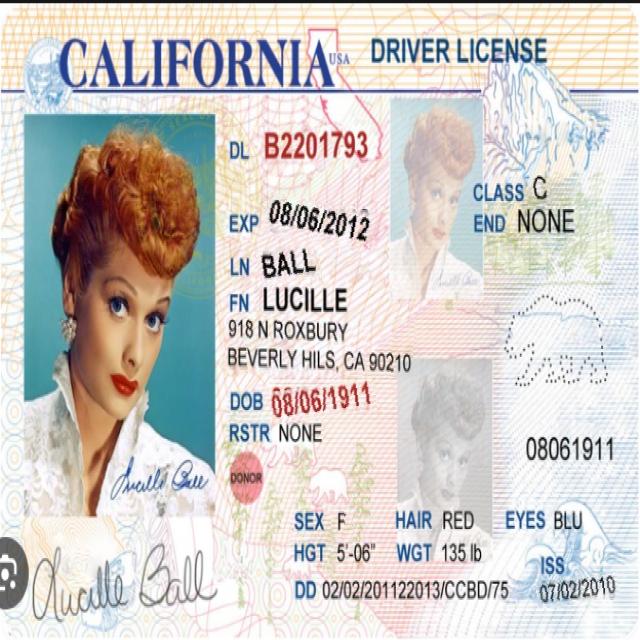 CALIFORNIA USA DRIVER LICENSE
DL B2201793
CLASS C
EXP 08/06/2012
END NONE
LN BALL
FN LUCILLE
918 N ROXBURY
BEVERLY HILS, CA 90210
DOB 08/06/1911
RSTR NONE
08061911
DONOR
Lucille Ball
SEX F HAIR RED EYES BLU
HGT 5'-06" WGT 135 lb
ISS
DD 02/02/201122013/CCBD/75
07/02/2010
Lucille Ball